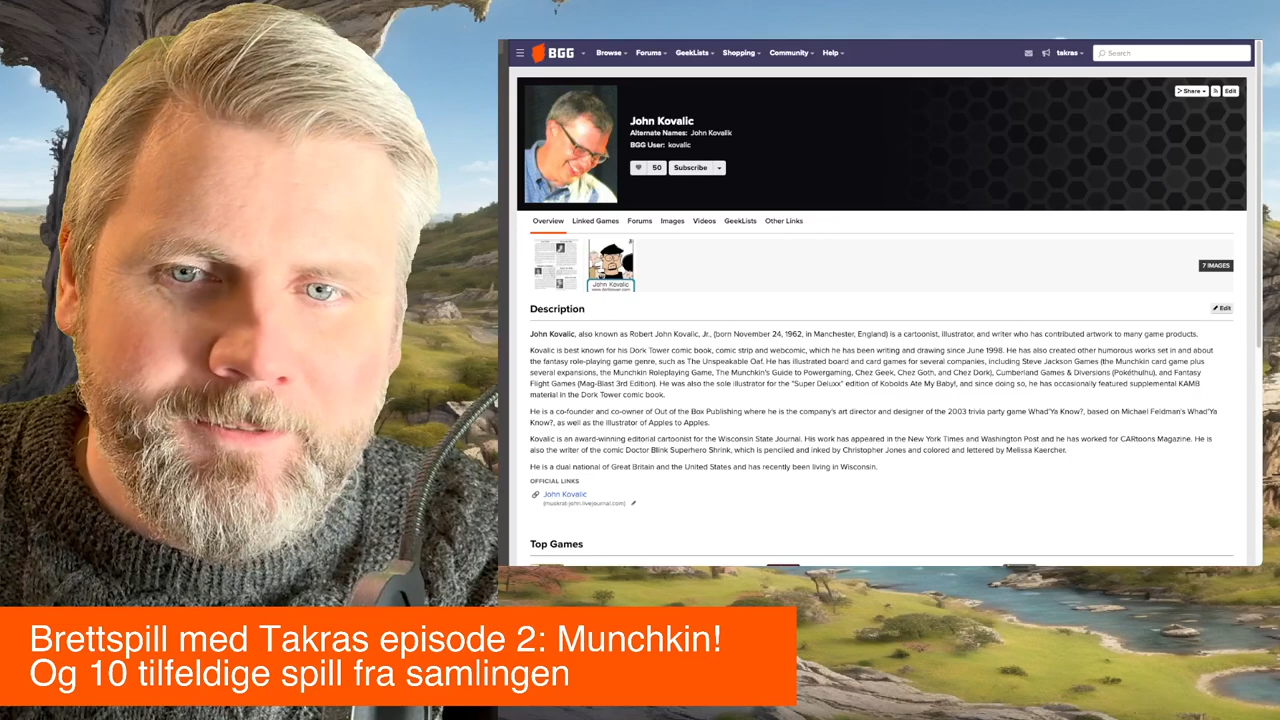 BGG
Browse Forums GeekLists Shopping Community Help
takras
Search
Share
Edit
John Kovalic
Alternate Names: John Kovalik
BGG User: kovalic
50
Subscribe
Overview Linked Games Forums Images Videos GeekLists Other Links
John Kovalic
7 IMAGES
Description
Edit
John Kovalic, also known as Robert John Kovalic, Jr., (born November 24, 1962, in Manchester, England) is a cartoonist, illustrator, and writer who has contributed artwork to many game products.
Kovalic is best known for his Dork Tower comic book, comic strip and webcomic, which he has been writing and drawing since June 1998. He has also created other humorous works set in and about
the fantasy role-playing game genre, such as The Unspeakable Oaf. He has illustrated board and card games for several companies, including Steve Jackson Games (the Munchkin card game plus
several expansions, the Munchkin Roleplaying Game, The Munchkin's Guide to Powergaming, Chez Geek, Chez Goth, and Chez Dork), Cumberland Games & Diversions (Pokéthulhu), and Fantasy
Flight Games (Mag-Blast 3rd Edition). He was also the sole illustrator for the "Super Deluxx" edition of Kobolds Ate My Baby!, and since doing so, he has occasionally featured supplemental KAMB
material in the Dork Tower comic book.
He is a co-founder and co-owner of Out of the Box Publishing where he is the company's art director and designer of the 2003 trivia party game Whad'Ya Know?, based on Michael Feldman's Whad'Ya
Know?, as well as the illustrator of Apples to Apples.
Kovalic is an award-winning editorial cartoonist for the Wisconsin State Journal. His work has appeared in the New York Times and Washington Post and he has worked for CARtoons Magazine. He is
also the writer of the comic Doctor Blink Superhero Shrink, which is penciled and inked by Christopher Jones and colored and lettered by Melissa Kaercher.
He is a dual national of Great Britain and the United States and has recently been living in Wisconsin.
OFFICIAL LINKS
John Kovalic
(muskrat-john.livejournal.com)
Top Games
Brettspill med Takras episode 2: Munchkin!
Og 10 tilfeldige spill fra samlingen